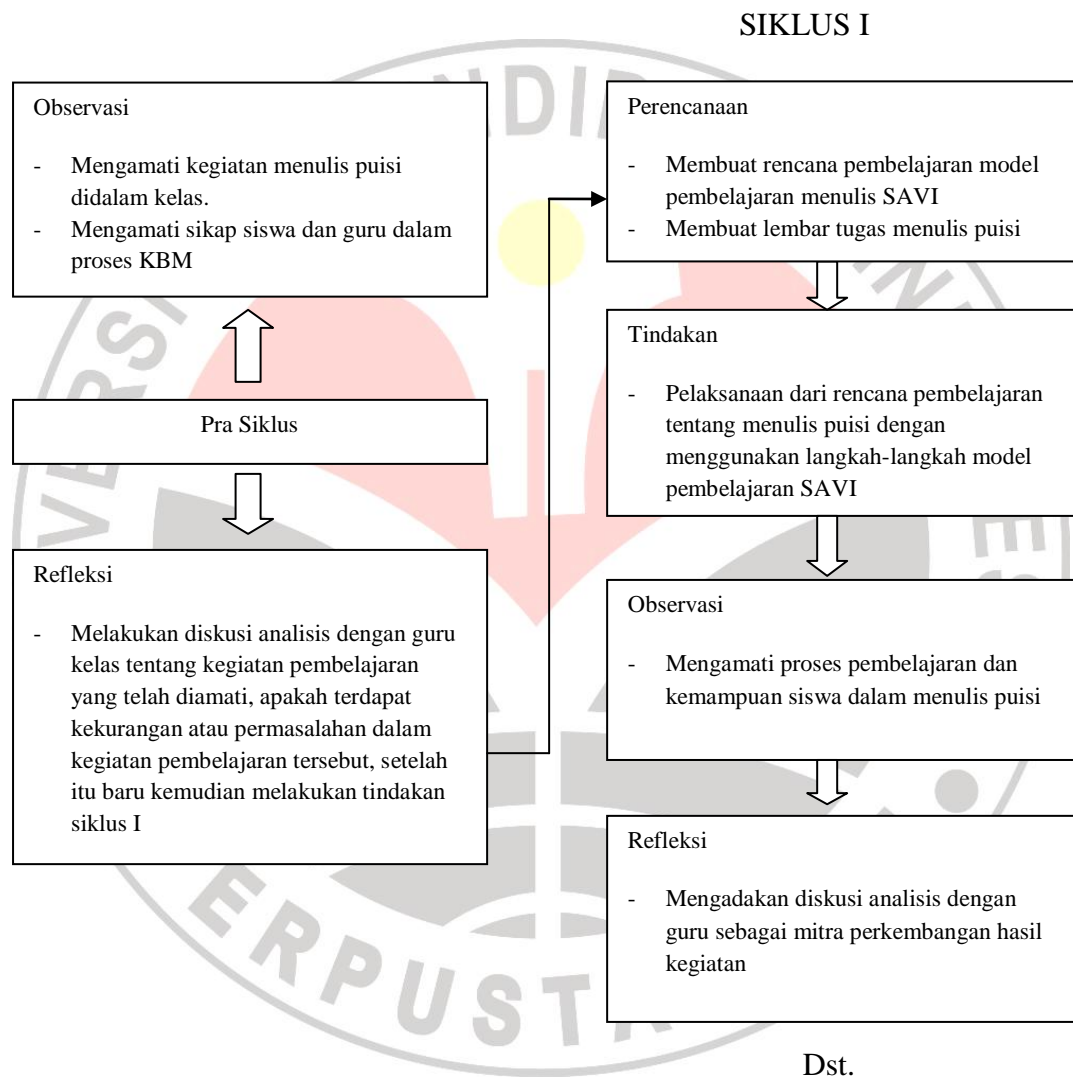 SIKLUS I
Observasi
- Mengamati kegiatan menulis puisi
didalam kelas.
- Mengamati sikap siswa dan guru dalam
proses KBM
Pra Siklus
Refleksi
- Melakukan diskusi analisis dengan guru
kelas tentang kegiatan pembelajaran
yang telah diamati, apakah terdapat
kekurangan atau permasalahan dalam
kegiatan pembelajaran tersebut, setelah
itu baru kemudian melakukan tindakan
siklus I
Perencanaan
- Membuat rencana pembelajaran model
pembelajaran menulis SAVI
- Membuat lembar tugas menulis puisi
Tindakan
- Pelaksanaan dari rencana pembelajaran
tentang menulis puisi dengan
menggunakan langkah-langkah model
pembelajaran SAVI
Observasi
- Mengamati proses pembelajaran dan
kemampuan siswa dalam menulis puisi
Refleksi
- Mengadakan diskusi analisis dengan
guru sebagai mitra perkembangan hasil
kegiatan
Dst.